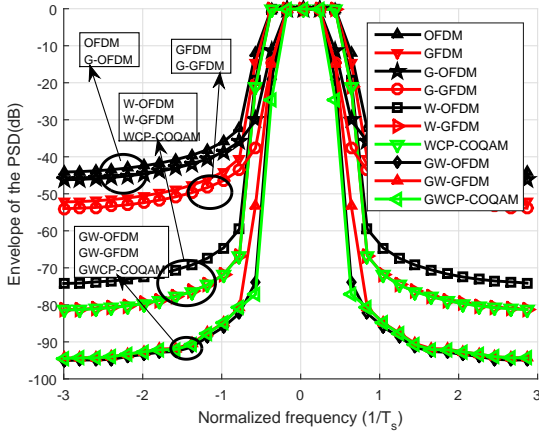 OFDM
G-OFDM
GFDM
G-GFDM
W-OFDM
W-GFDM
WCP-COQAM
GW-OFDM
GW-GFDM
GWCP-COQAM
OFDM
GFDM
G-OFDM
G-GFDM
W-OFDM
W-GFDM
WCP-COQAM
GW-OFDM
GW-GFDM
GWCP-COQAM
Envelope of the PSD(dB)
0
-10
-20
-30
-40
-50
-60
-70
-80
-90
-100
-3 -2 -1 0 1 2 3
Normalized frequency (1/Ts)